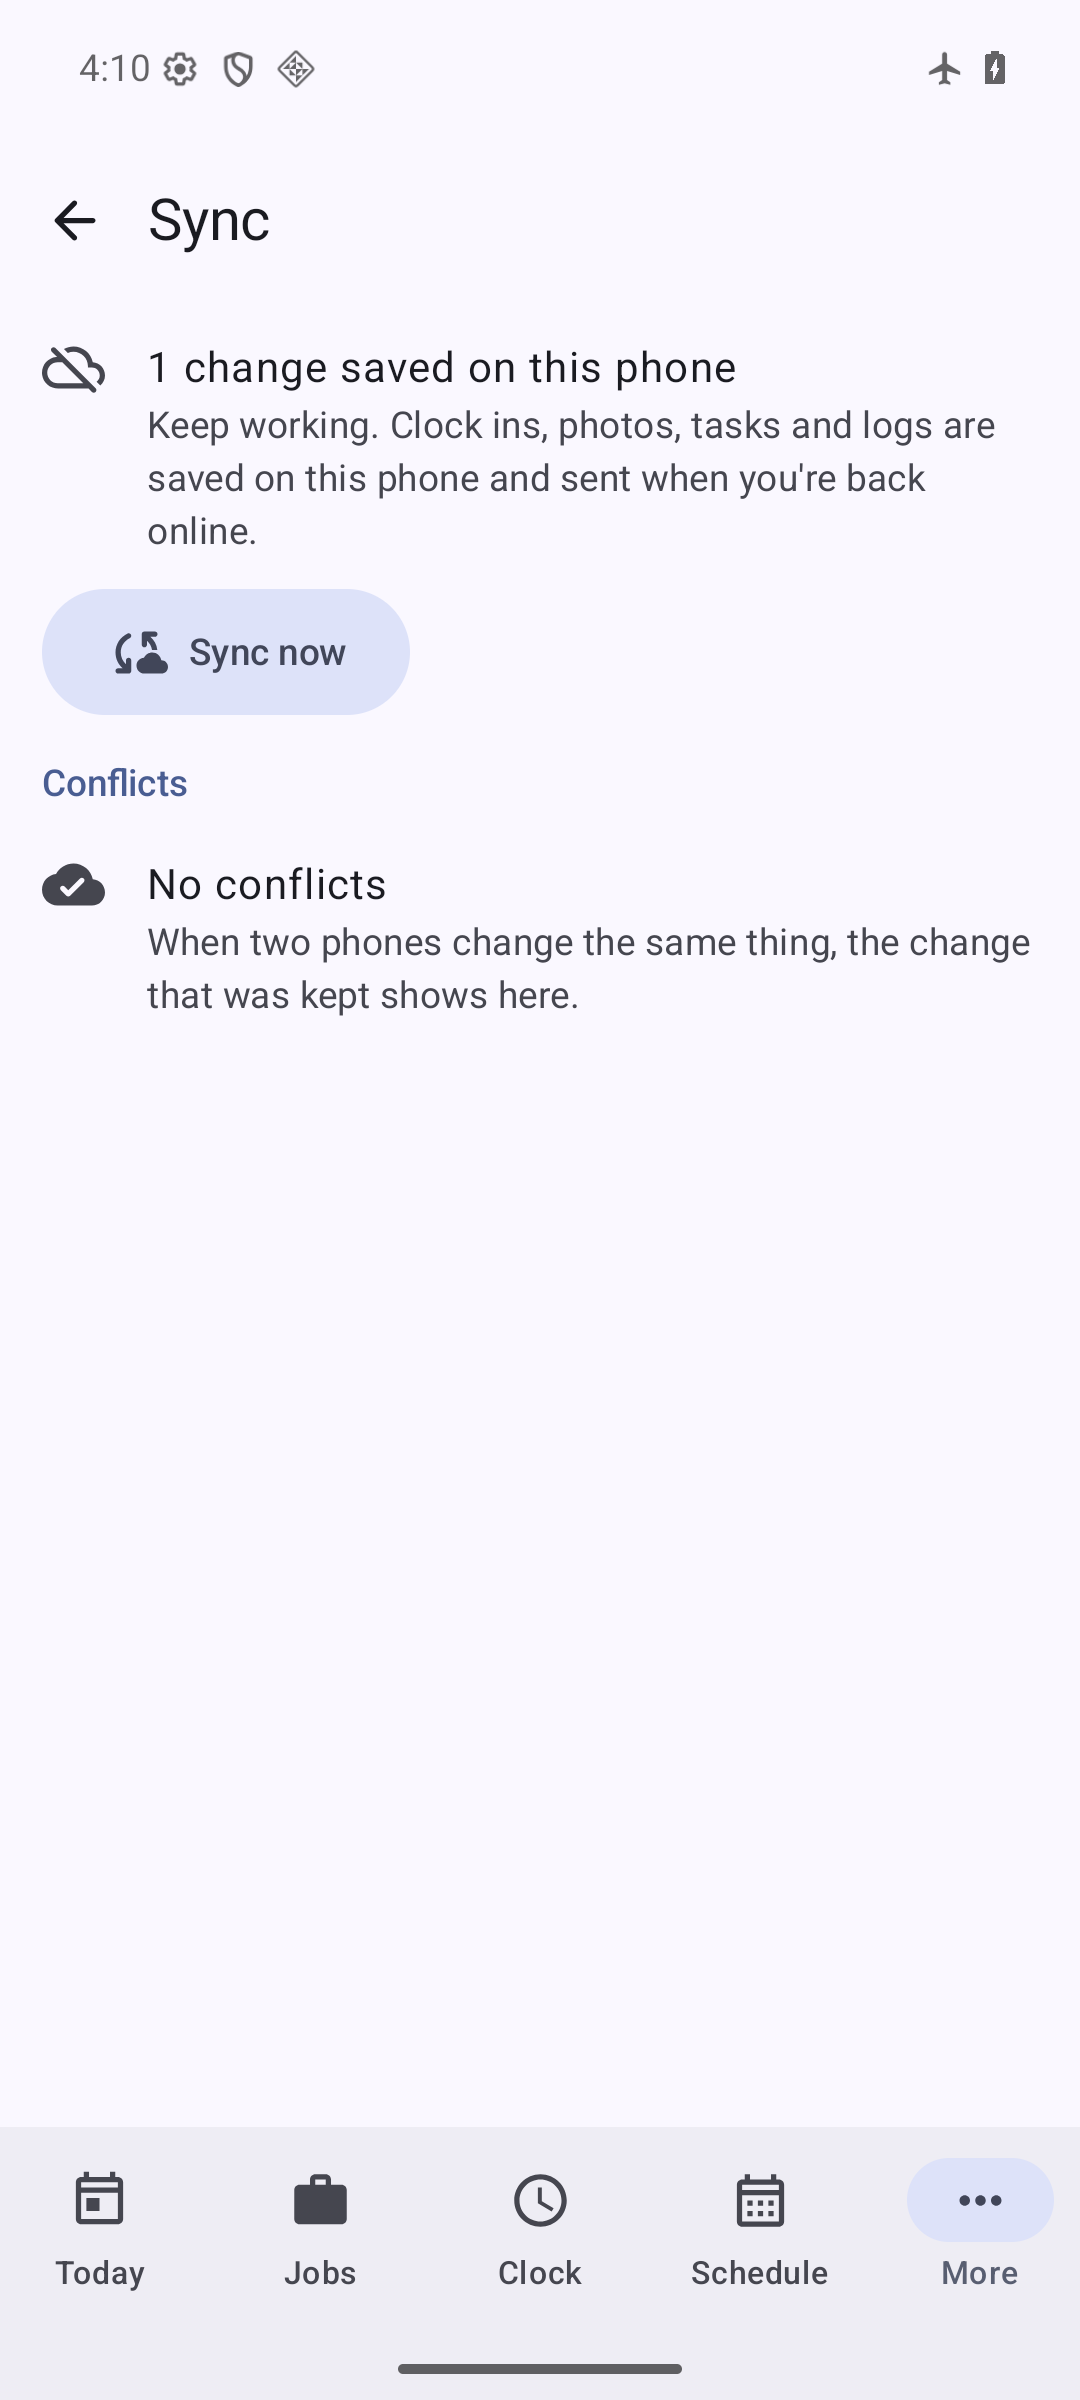 4:10
Sync
1 change saved on this phone
Keep working. Clock ins, photos, tasks and logs are
saved on this phone and sent when you're back
online.
Sync now
Conflicts
No conflicts
When two phones change the same thing, the change
that was kept shows here.
Today
Jobs
Clock
Schedule
More